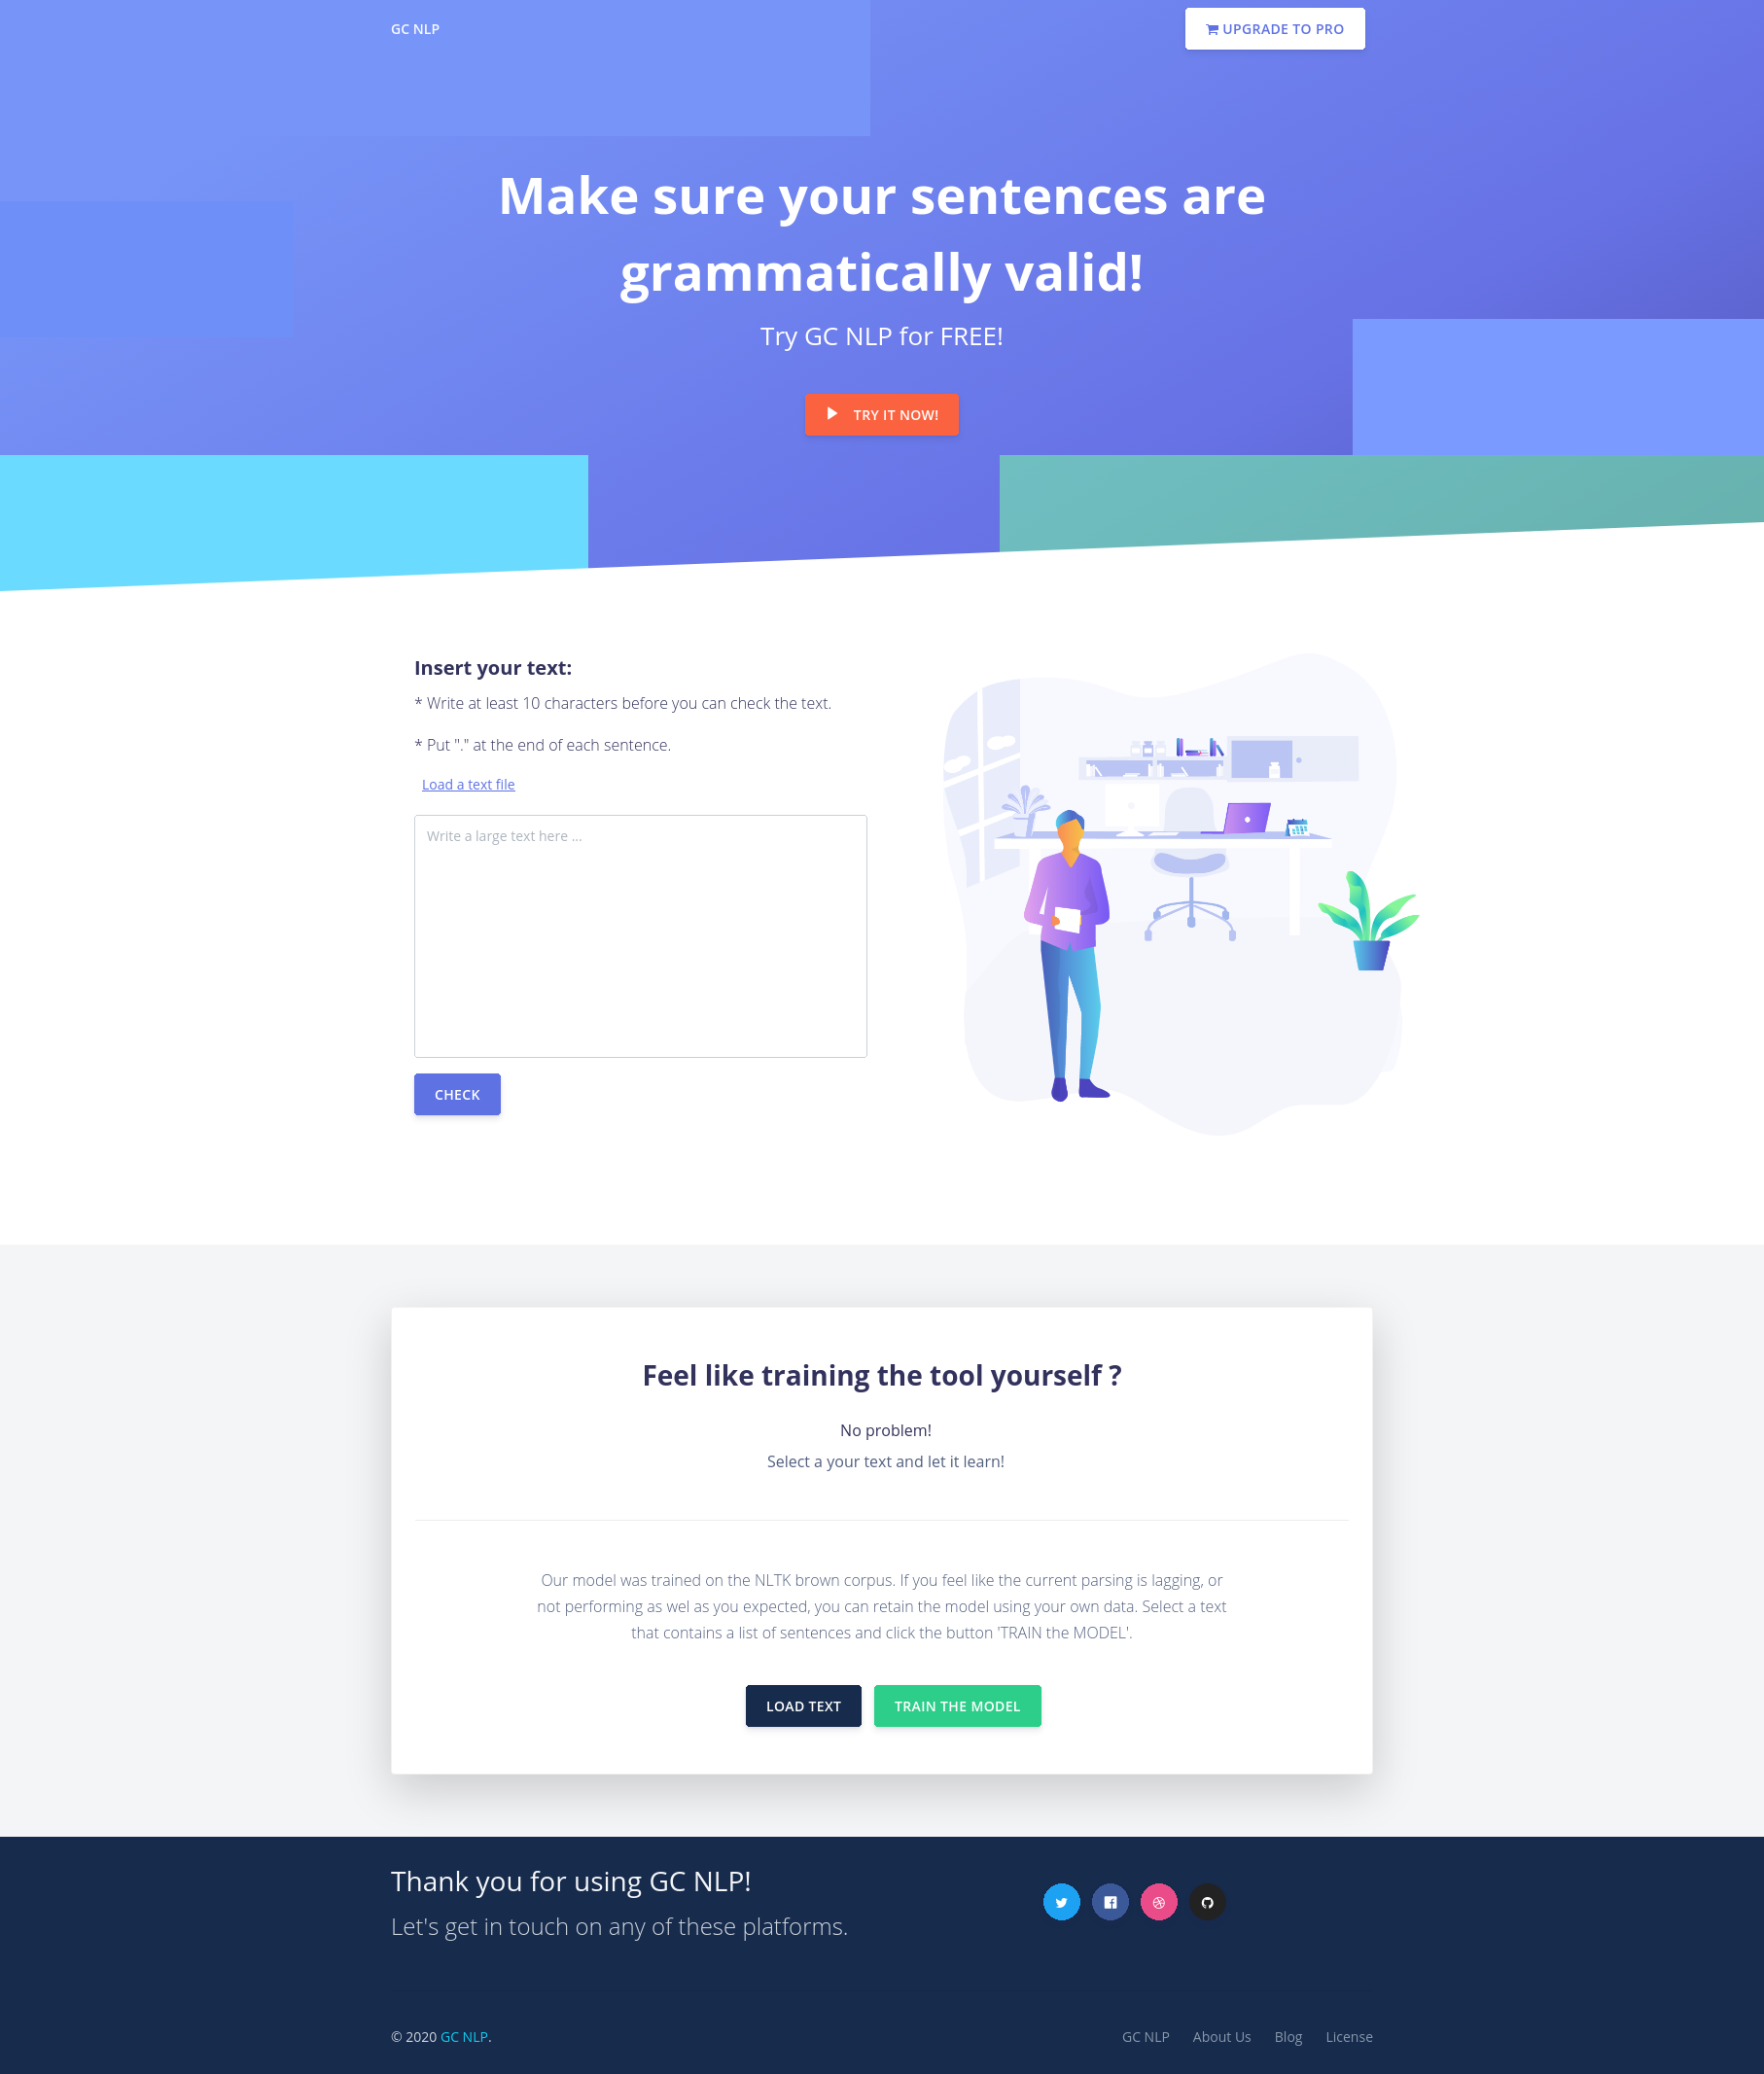 GC NLP
UPGRADE TO PRO
Make sure your sentences are
grammatically valid!
Try GC NLP for FREE!
TRY IT NOW!
Insert your text:
* Write at least 10 characters before you can check the text.
* Put "." at the end of each sentence.
Load a text file
Write a large text here ...
CHECK
Feel like training the tool yourself ?
No problem!
Select a your text and let it learn!
Our model was trained on the NLTK brown corpus. If you feel like the current parsing is lagging, or
not performing as wel as you expected, you can retain the model using your own data. Select a text
that contains a list of sentences and click the button 'TRAIN the MODEL'.
LOAD TEXT
TRAIN THE MODEL
Thank you for using GC NLP!
Let's get in touch on any of these platforms.
© 2020 GC NLP.
GC NLP
About Us
Blog
License